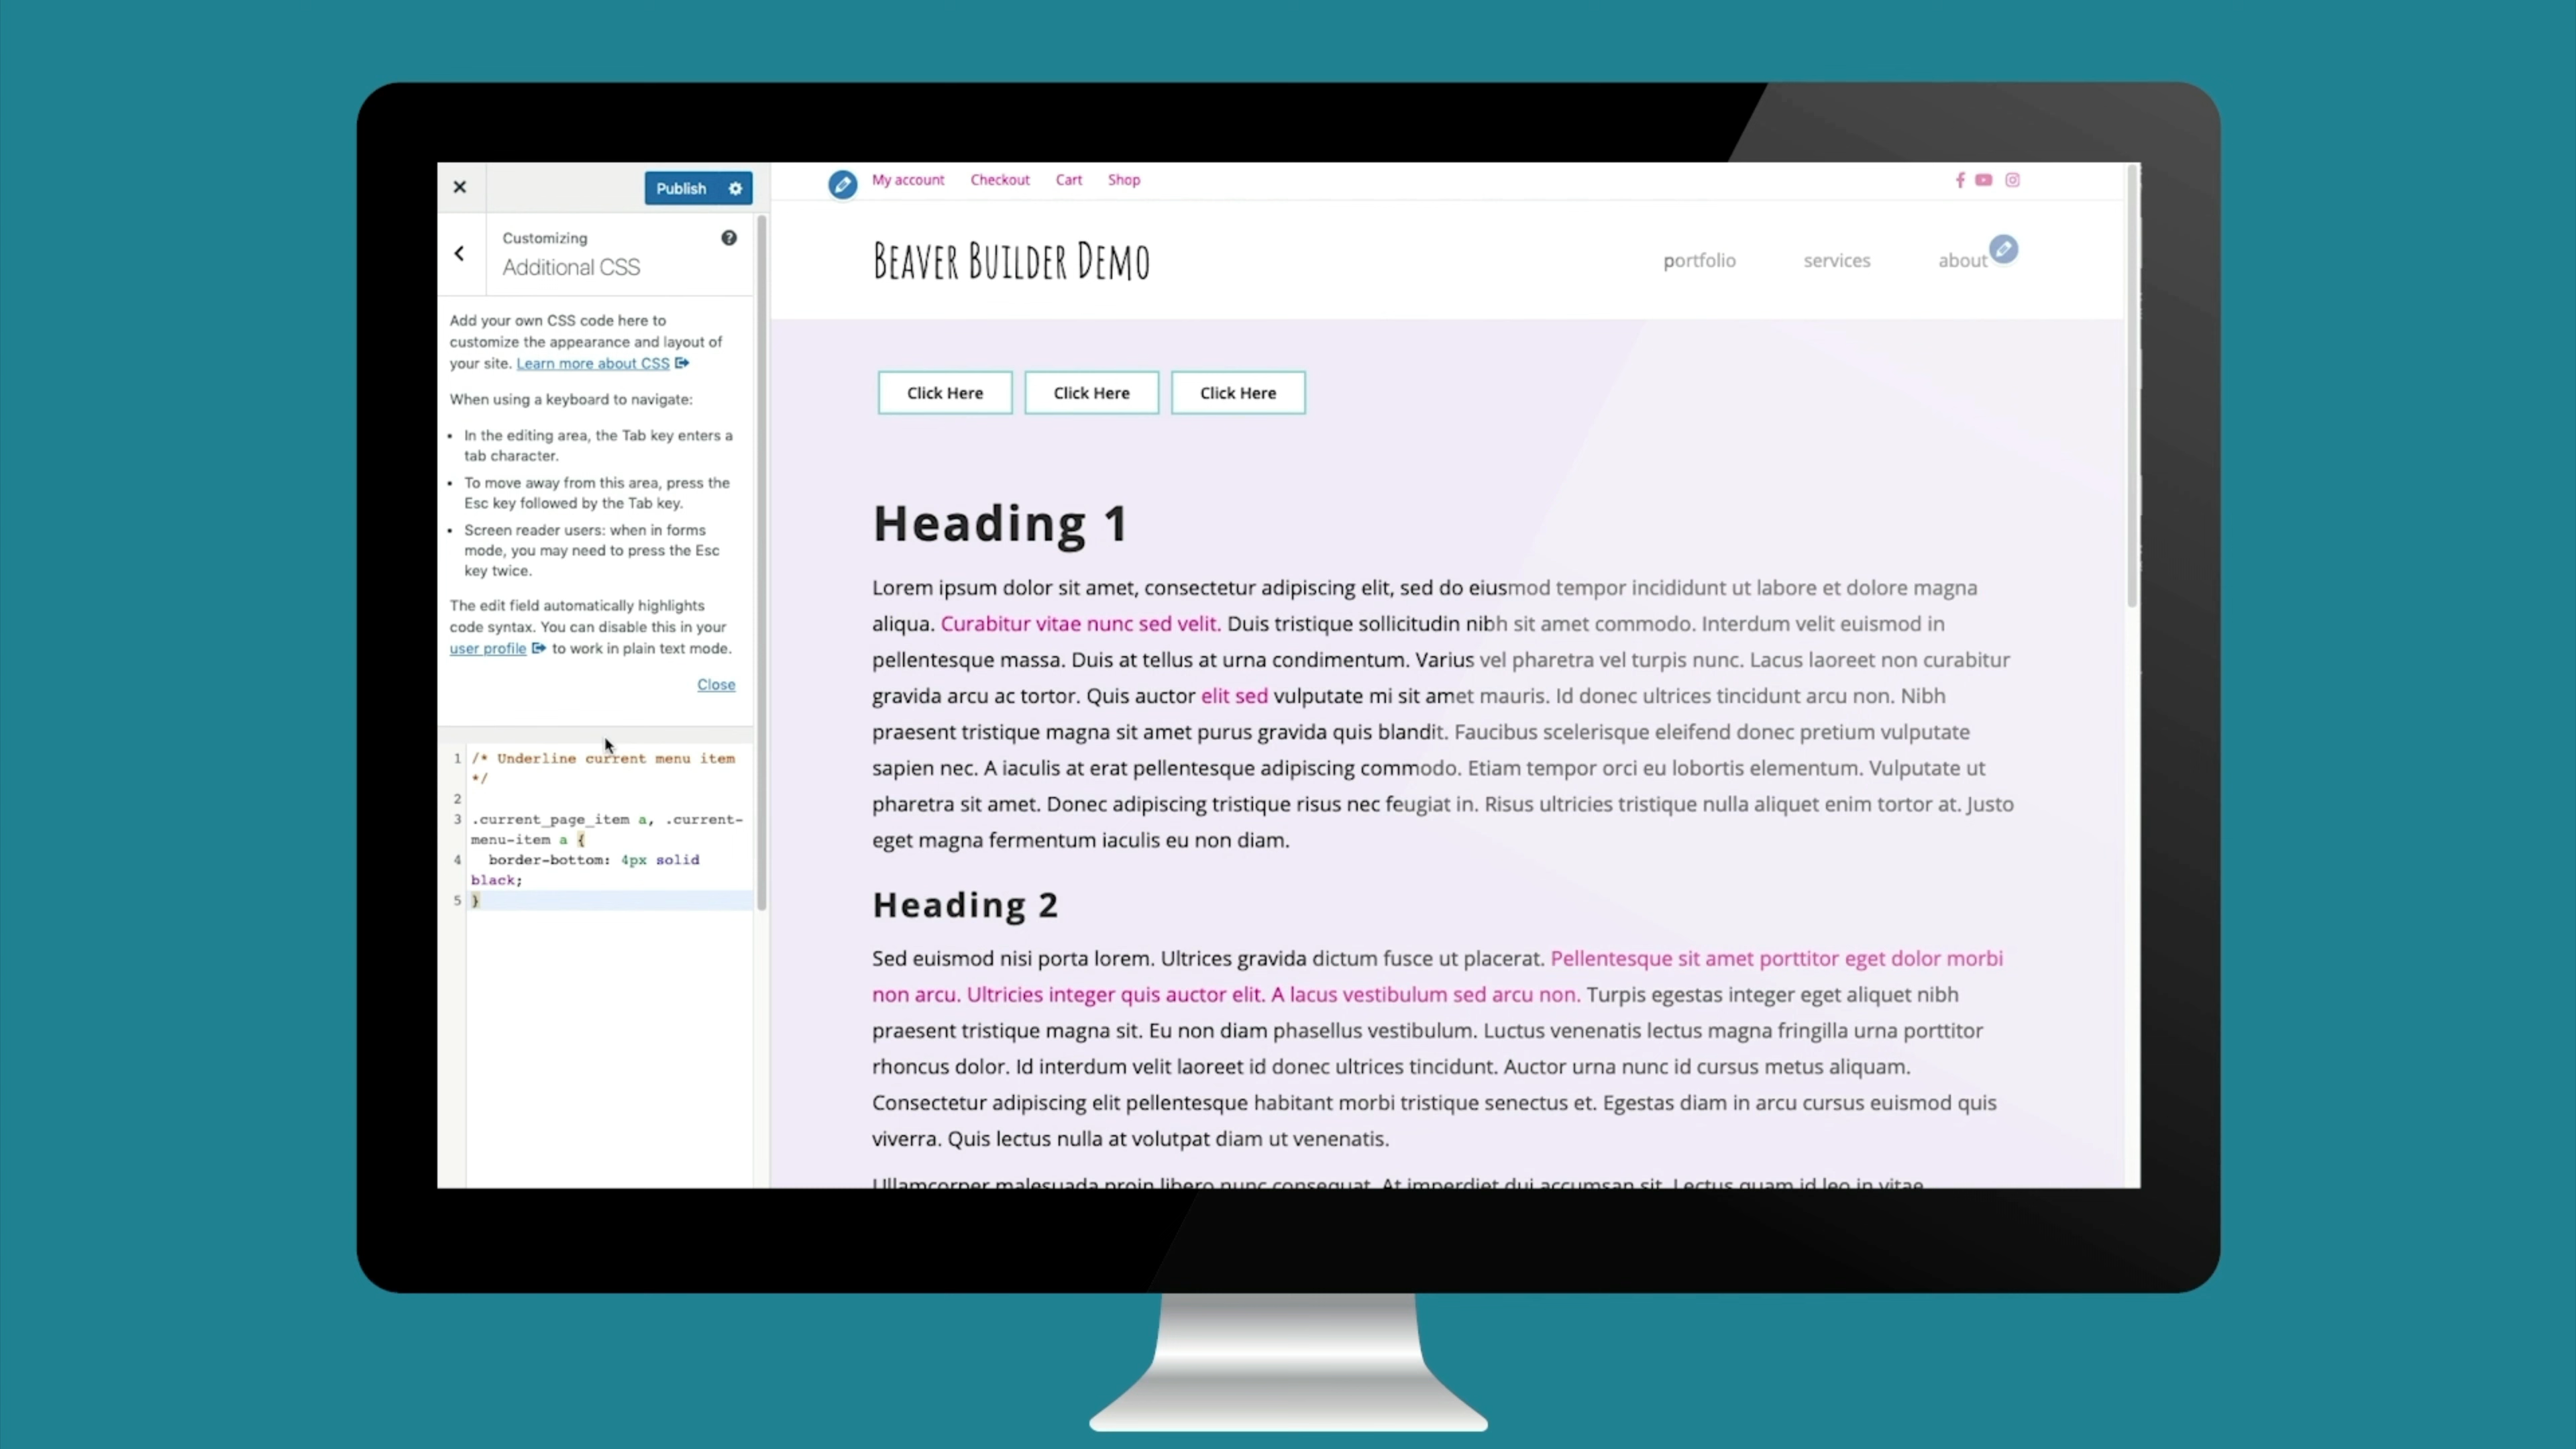 Publish
Customizing
Additional CSS
Add your own CSS code here to
customize the appearance and layout of
your site. Learn more about CSS
When using a keyboard to navigate:
• In the editing area, the Tab key enters a
tab character.
• To move away from this area, press the
Esc key followed by the Tab key.
• Screen reader users: when in forms
mode, you may need to press the Esc
key twice.
The edit field automatically highlights
code syntax. You can disable this in your
user profile to work in plain text mode.
Close
1 /* Underline current menu item
*/
2
3 .current_page_item a, .current-
menu-item a {
4 border-bottom: 4px solid
black;
5 }
My account Checkout Cart Shop
BEAVER BUILDER DEMO
portfolio services about
Click Here Click Here Click Here
Heading 1
Lorem ipsum dolor sit amet, consectetur adipiscing elit, sed do eiusmod tempor incididunt ut labore et dolore magna
aliqua. Curabitur vitae nunc sed velit. Duis tristique sollicitudin nibh sit amet commodo. Interdum velit euismod in
pellentesque massa. Duis at tellus at urna condimentum. Varius vel pharetra vel turpis nunc. Lacus laoreet non curabitur
gravida arcu ac tortor. Quis auctor elit sed vulputate mi sit amet mauris. Id donec ultrices tincidunt arcu non. Nibh
praesent tristique magna sit amet purus gravida quis blandit. Faucibus scelerisque eleifend donec pretium vulputate
sapien nec. A iaculis at erat pellentesque adipiscing commodo. Etiam tempor orci eu lobortis elementum. Vulputate ut
pharetra sit amet. Donec adipiscing tristique risus nec feugiat in. Risus ultricies tristique nulla aliquet enim tortor at. Justo
eget magna fermentum iaculis eu non diam.
Heading 2
Sed euismod nisi porta lorem. Ultrices gravida dictum fusce ut placerat. Pellentesque sit amet porttitor eget dolor morbi
non arcu. Ultricies integer quis auctor elit. A lacus vestibulum sed arcu non. Turpis egestas integer eget aliquet nibh
praesent tristique magna sit. Eu non diam phasellus vestibulum. Luctus venenatis lectus magna fringilla urna porttitor
rhoncus dolor. Id interdum velit laoreet id donec ultrices tincidunt. Auctor urna nunc id cursus metus aliquam.
Consectetur adipiscing elit pellentesque habitant morbi tristique senectus et. Egestas diam in arcu cursus euismod quis
viverra. Quis lectus nulla at volutpat diam ut venenatis.
Ullamcorper malesuada proin libero nunc consequat. At imperdiet dui accumsan sit. Lectus quam id leo in vitae